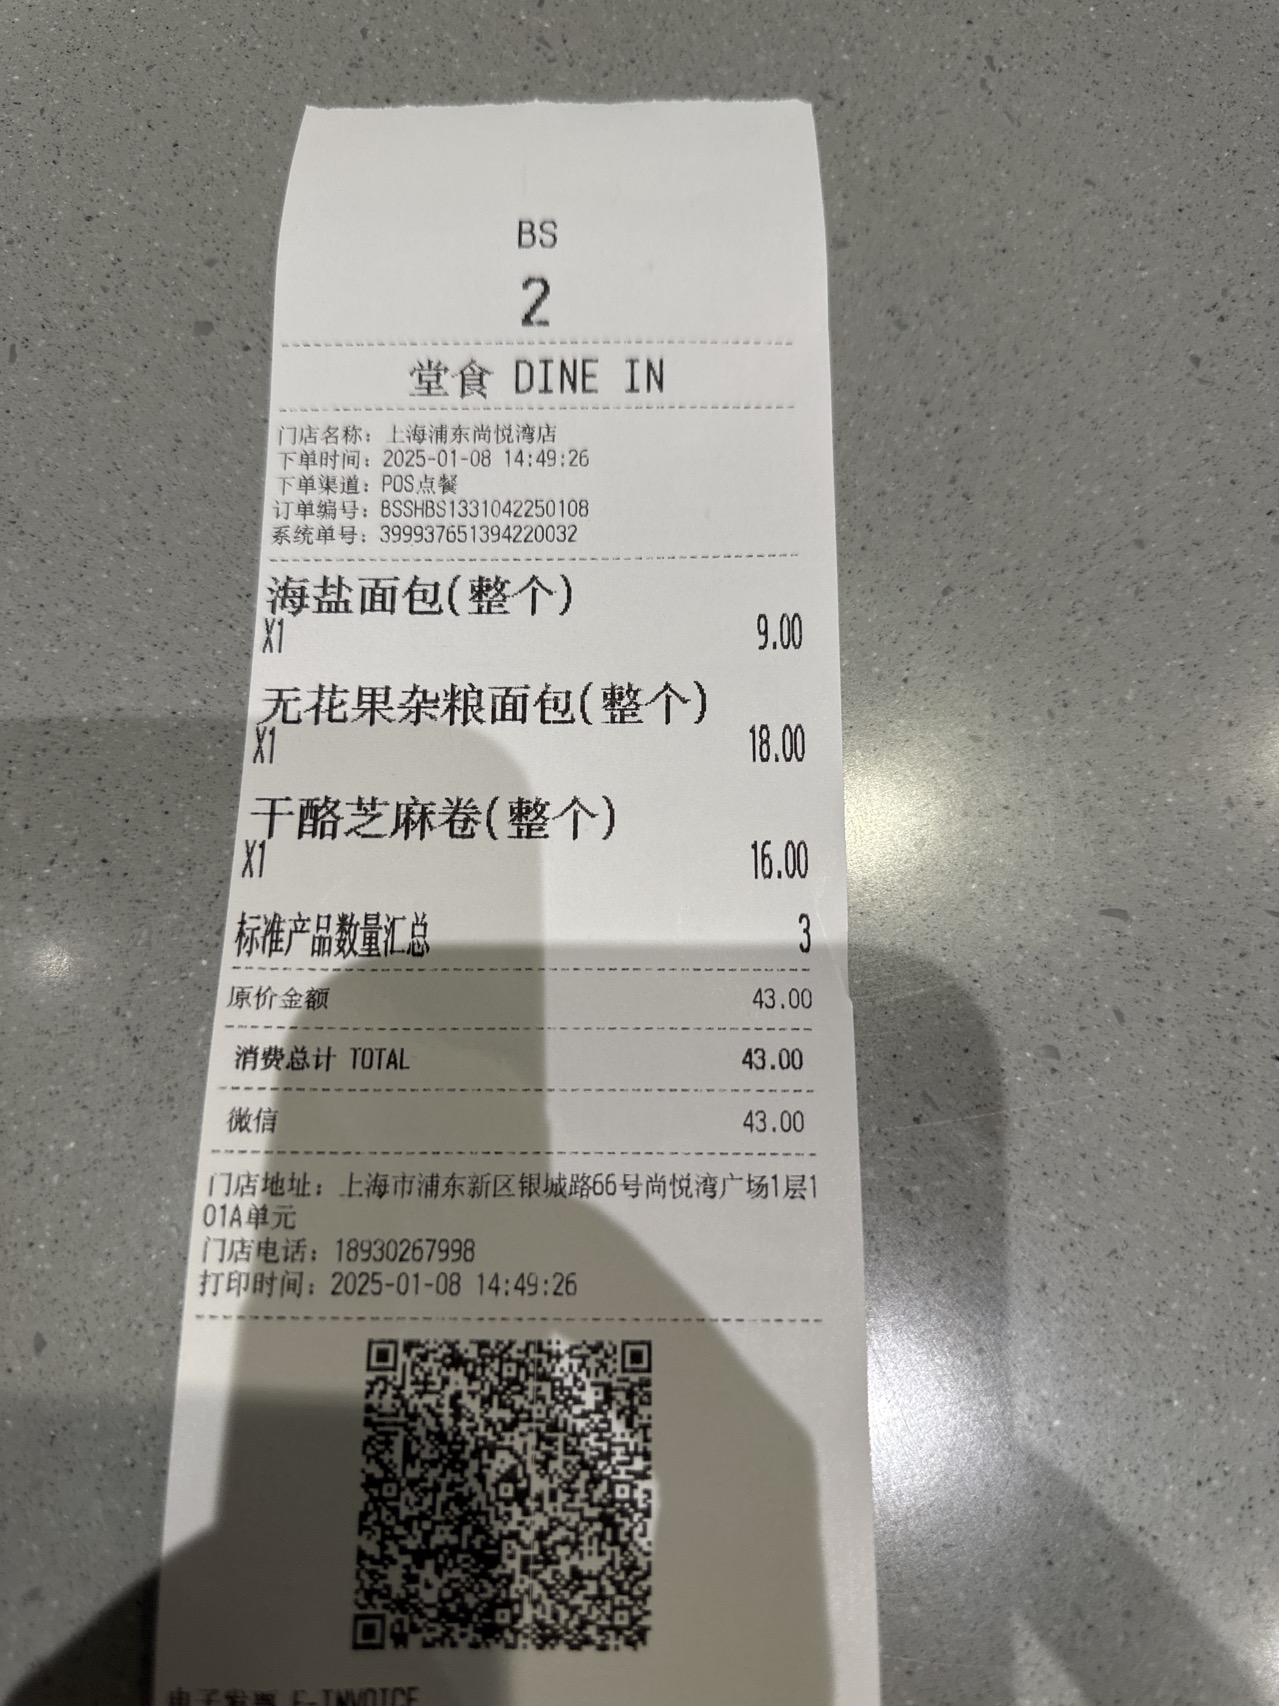 BS
2
堂食 DINE IN
门店名称：上海浦东尚悦湾店
下单时间：2025-01-08 14:49:26
下单渠道：POS点餐
订单编号：BSSHBS1331042250108
系统单号：399937651394220032
海盐面包(整个)
X1 9.00
无花果杂粮面包(整个)
X1 18.00
干酪芝麻卷(整个)
X1 16.00
标准产品数量汇总 3
原价金额 43.00
消费总计 TOTAL 43.00
微信 43.00
门店地址：上海市浦东新区银城路66号尚悦湾广场1层1
01A单元
门店电话：18930267998
打印时间：2025-01-08 14:49:26
电子发票 E-INVOICE